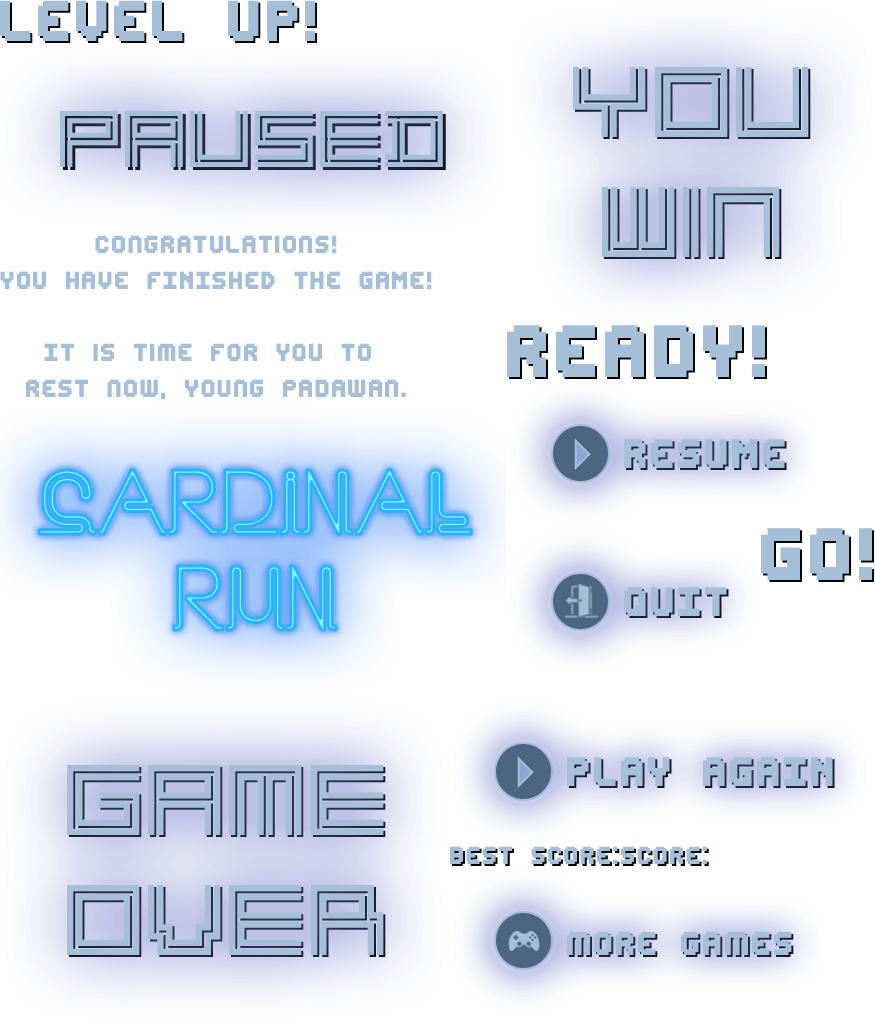 LEVEL UP!
PAUSED
YOU
WIN
CONGRATULATIONS!
YOU HAVE FINISHED THE GAME!
IT IS TIME FOR YOU TO
REST NOW, YOUNG PADAWAN.
READY!
RESUME
CARDINAL
RUN
GO!
QUIT
GAME
OVER
PLAY AGAIN
BEST SCORE:SCORE:
MORE GAMES